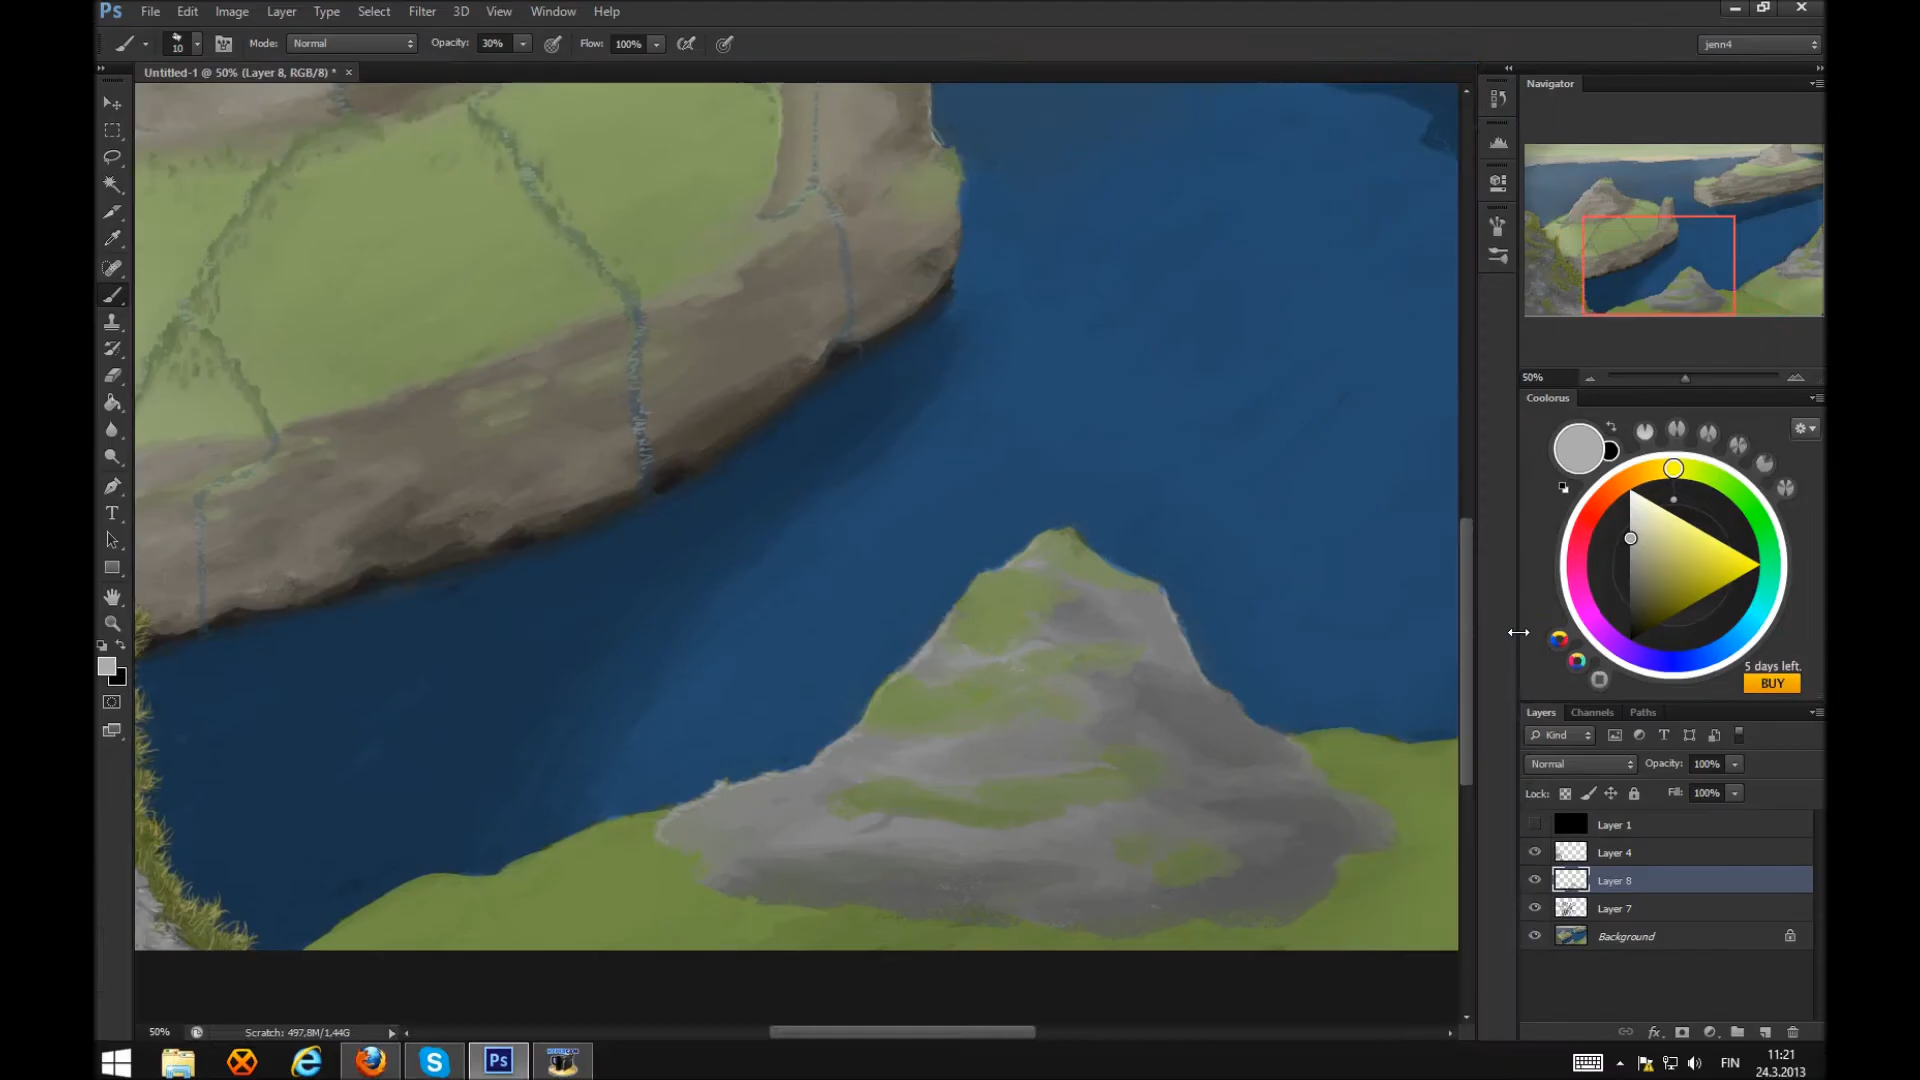 Ps File Edit Image Layer Type Select Filter 3D View Window Help
10 Mode: Normal Opacity: 30% Flow: 100% jenn4
Untitled-1 @ 50% (Layer 8, RGB/8) * ×
Navigator
50%
Coolorus
5 days left.
BUY
Layers Channels Paths
Kind
Normal Opacity: 100%
Lock: Fill: 100%
Layer 1
Layer 4
Layer 8
Layer 7
Background
50% Scratch: 497,8M/1,44G
Ps FIN 11:21
24.3.2013